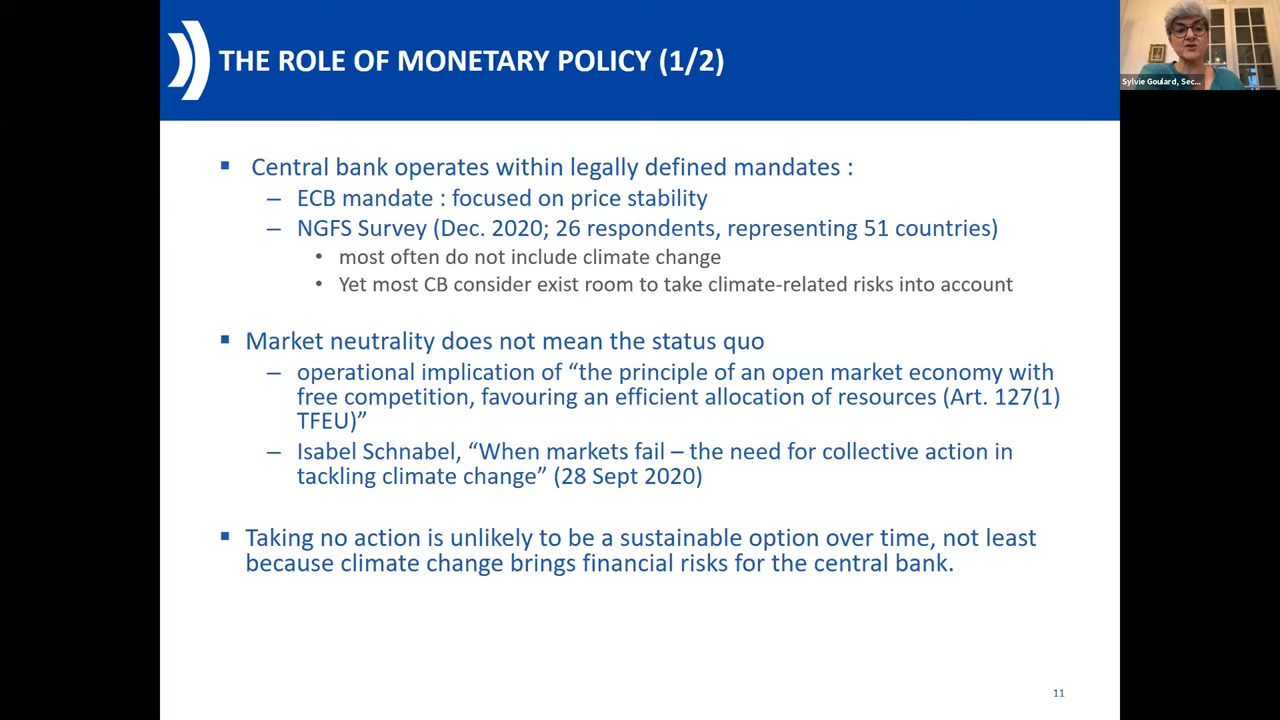 THE ROLE OF MONETARY POLICY (1/2)
Sylvie Goulard, Sec...
▪ Central bank operates within legally defined mandates :
– ECB mandate : focused on price stability
– NGFS Survey (Dec. 2020; 26 respondents, representing 51 countries)
• most often do not include climate change
• Yet most CB consider exist room to take climate-related risks into account
▪ Market neutrality does not mean the status quo
– operational implication of “the principle of an open market economy with
free competition, favouring an efficient allocation of resources (Art. 127(1)
TFEU)”
– Isabel Schnabel, “When markets fail – the need for collective action in
tackling climate change” (28 Sept 2020)
▪ Taking no action is unlikely to be a sustainable option over time, not least
because climate change brings financial risks for the central bank.
11